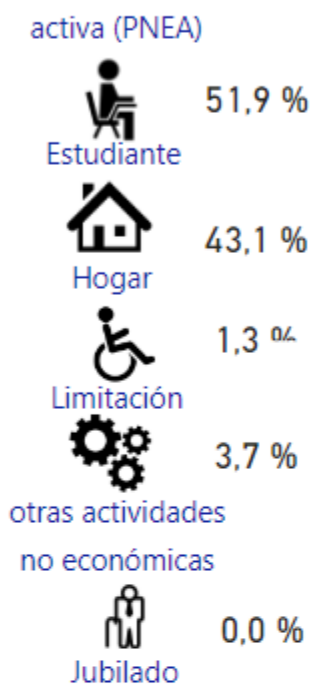 activa (PNEA)
51,9 %
Estudiante
43,1 %
Hogar
1,3 %
Limitación
3,7 %
otras actividades
no económicas
0,0 %
Jubilado